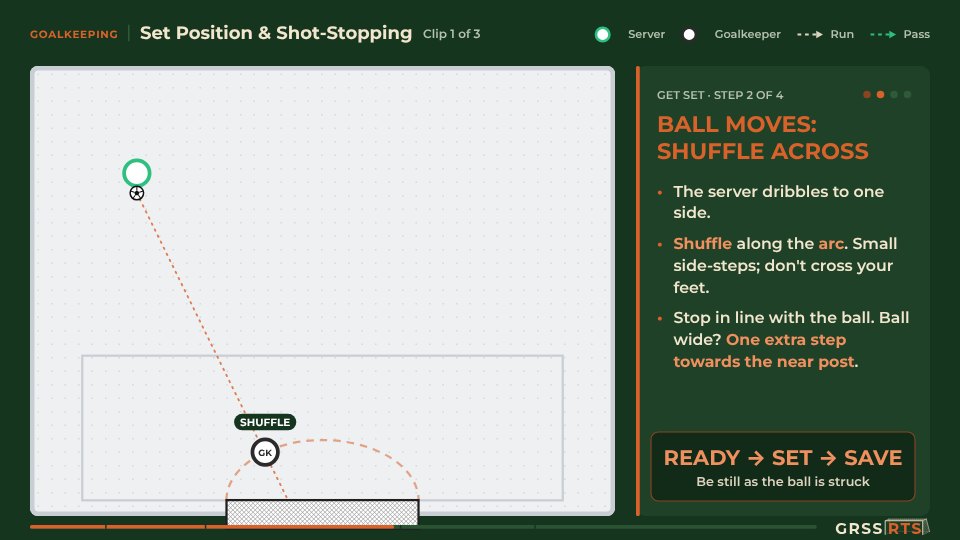 GOALKEEPING | Set Position & Shot-Stopping Clip 1 of 3
Server Goalkeeper Run Pass
GET SET · STEP 2 OF 4
BALL MOVES:
SHUFFLE ACROSS
• The server dribbles to one
side.
• Shuffle along the arc. Small
side-steps; don't cross your
feet.
• Stop in line with the ball. Ball
wide? One extra step
towards the near post.
SHUFFLE
GK
READY → SET → SAVE
Be still as the ball is struck
GRSSRTS